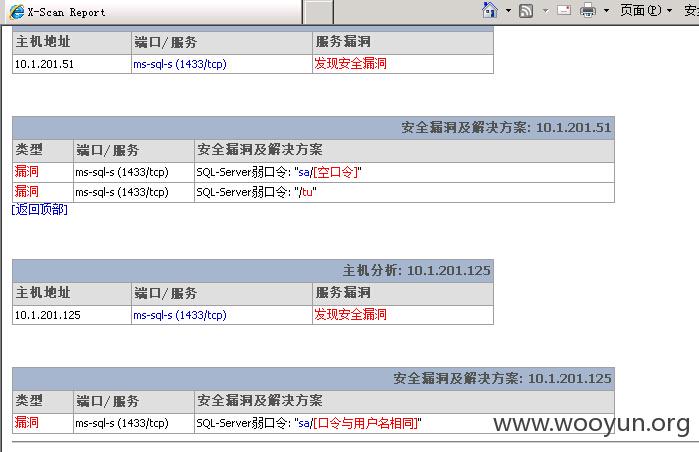 X-Scan Report
页面(P)
安
主机地址 端口/服务 服务漏洞
10.1.201.51 ms-sql-s (1433/tcp) 发现安全漏洞
安全漏洞及解决方案: 10.1.201.51
类型 端口/服务 安全漏洞及解决方案
漏洞 ms-sql-s (1433/tcp) SQL-Server弱口令: "sa/[空口令]"
漏洞 ms-sql-s (1433/tcp) SQL-Server弱口令: "/tu"
[返回顶部]
主机分析: 10.1.201.125
主机地址 端口/服务 服务漏洞
10.1.201.125 ms-sql-s (1433/tcp) 发现安全漏洞
安全漏洞及解决方案: 10.1.201.125
类型 端口/服务 安全漏洞及解决方案
漏洞 ms-sql-s (1433/tcp) SQL-Server弱口令: "sa/[口令与用户名相同]"
www.wooyun.org